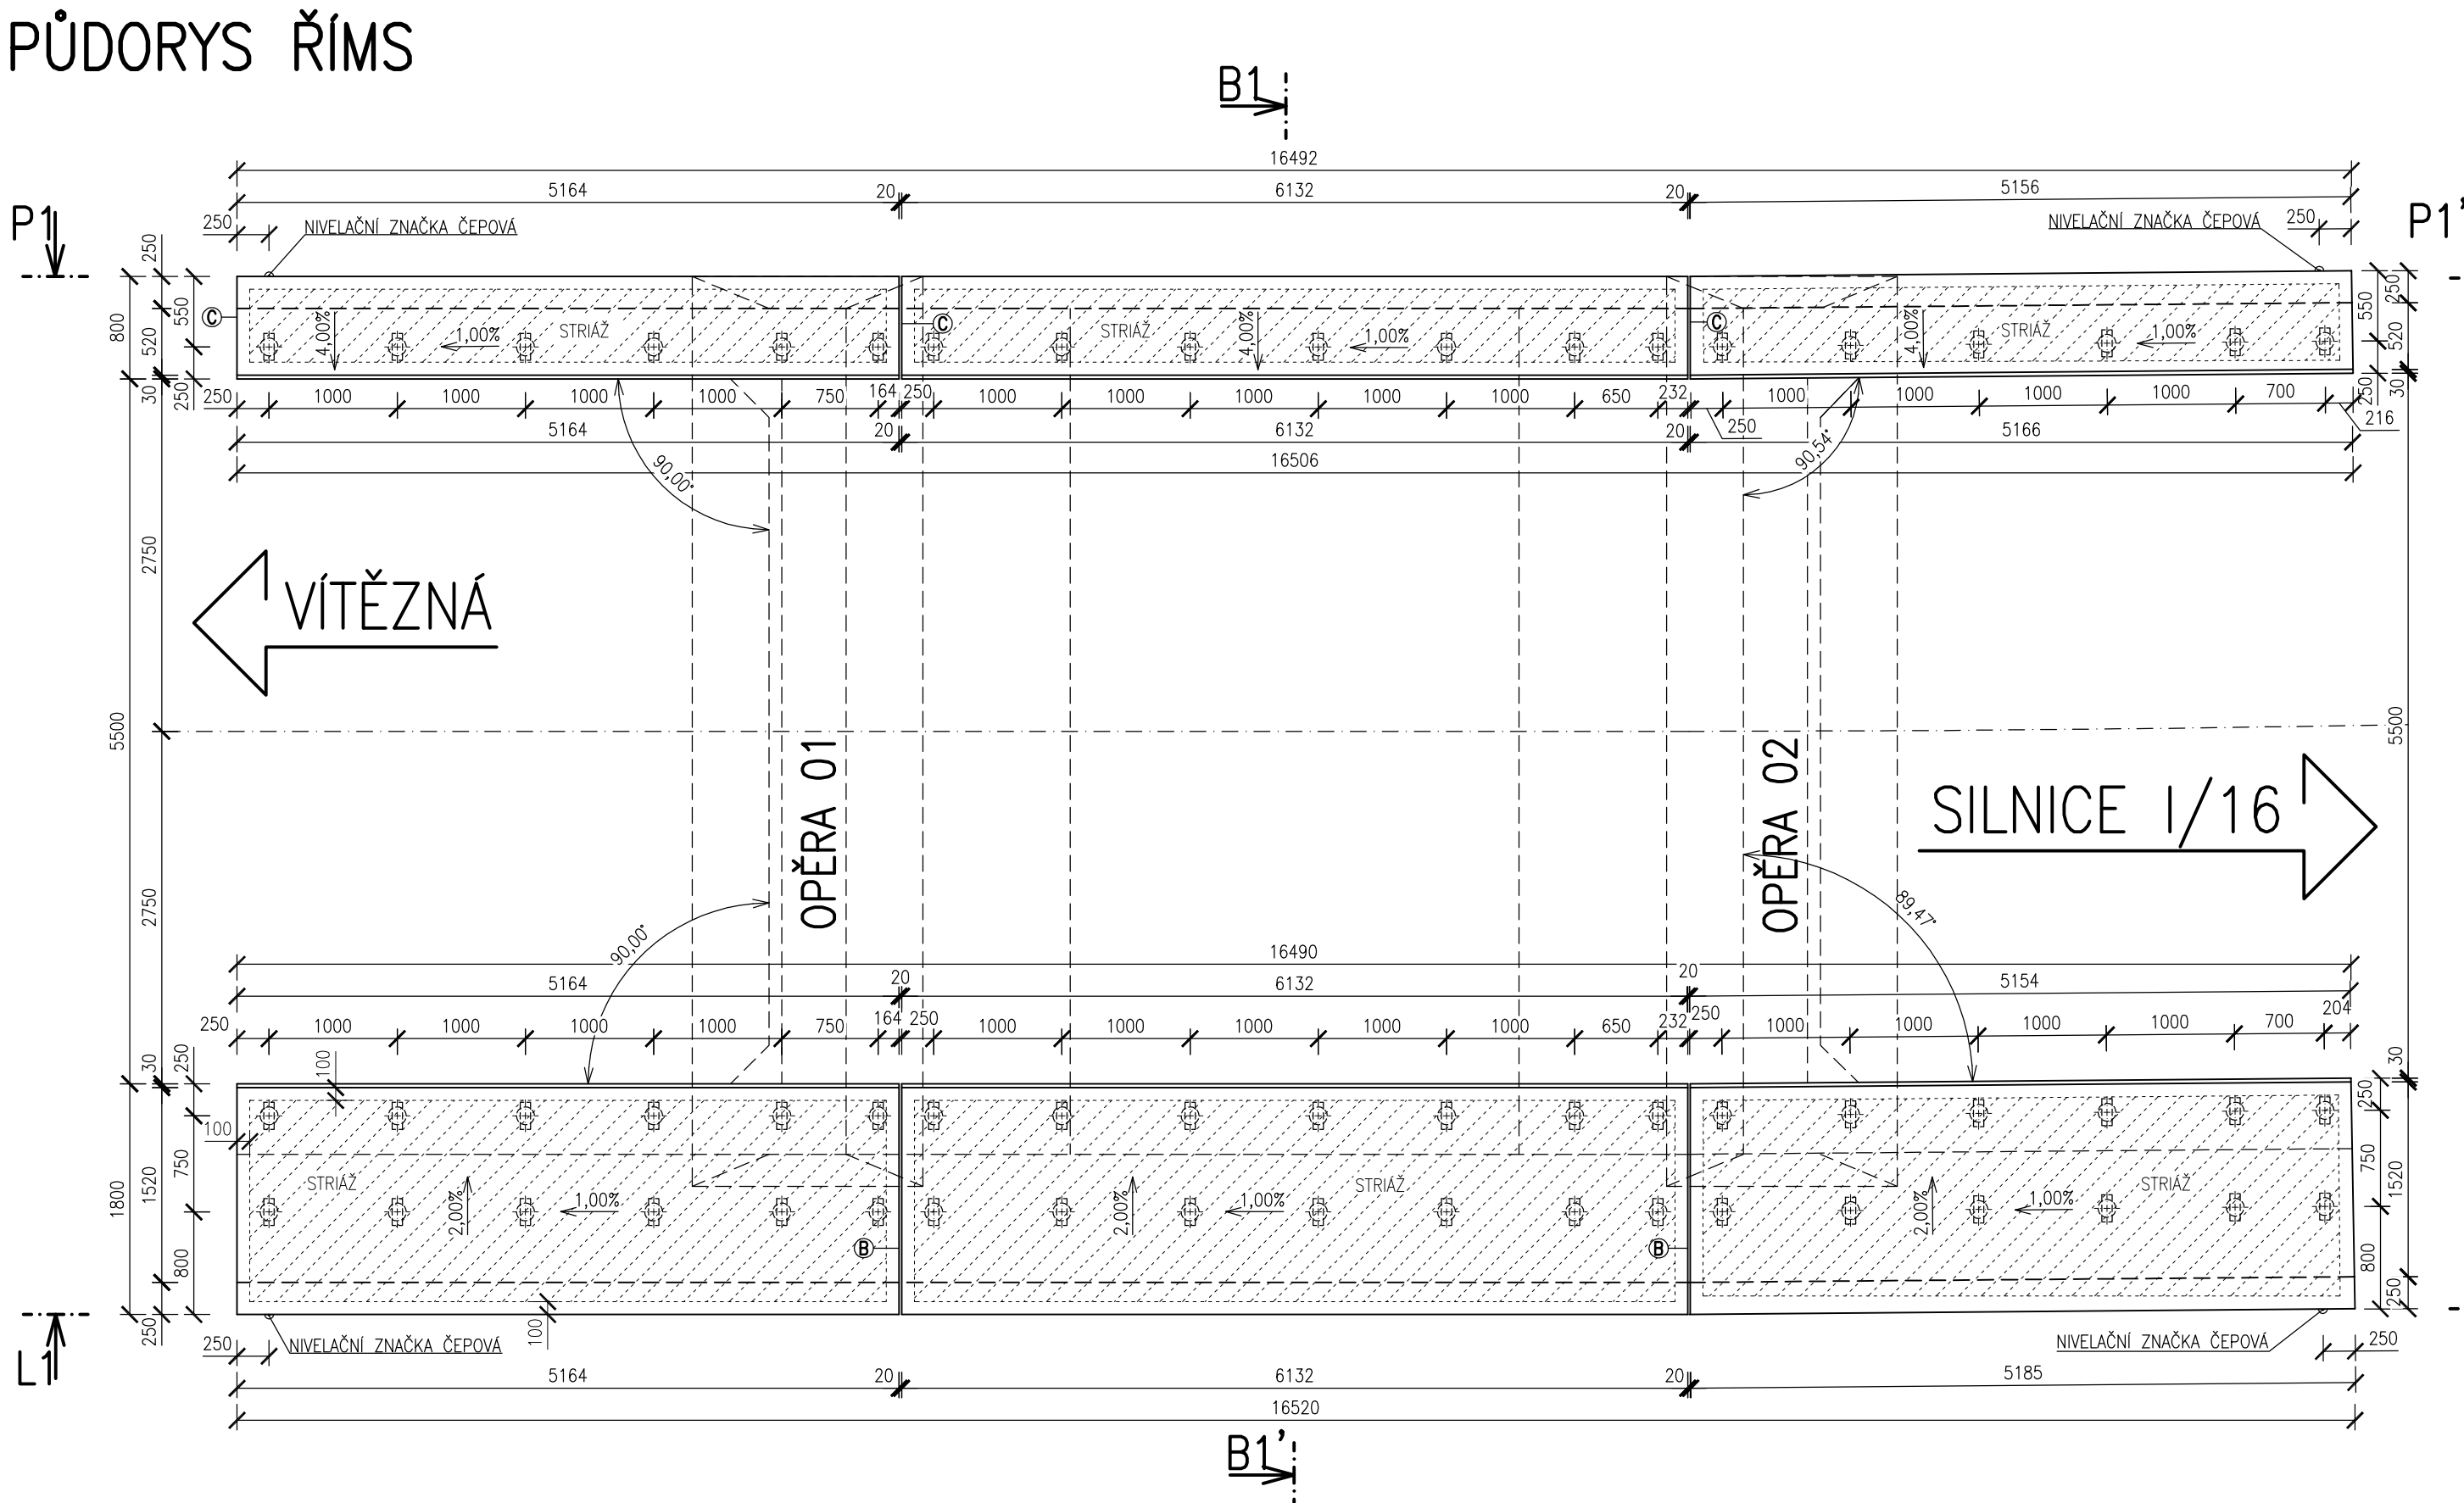 PŮDORYS ŘÍMS
B1
16492
5164 20 6132 20 5156
P1 250 NIVELAČNÍ ZNAČKA ČEPOVÁ NIVELAČNÍ ZNAČKA ČEPOVÁ 250 P1'
250 550 800 520 30 250
C 4,00% 1,00% STRIÁŽ C STRIÁŽ 4,00% 1,00% C 4,00% STRIÁŽ 1,00%
550 250 520 250 30
250 1000 1000 1000 1000 750 164 250 1000 1000 1000 1000 1000 650 232 1000 1000 1000 1000 700
5164 20 6132 20 250 5166 216
16506
90,00° 90,54°
2750
VÍTĚZNÁ
5500 5500
OPĚRA 01 OPĚRA 02
SILNICE I/16
2750
90,00° 89,47°
16490
5164 20 6132 20 5154
250 1000 1000 1000 1000 750 164 250 1000 1000 1000 1000 1000 650 232 250 1000 1000 1000 1000 700 204
30 250 100 30
100 250
750 750
1800 1520 STRIÁŽ STRIÁŽ STRIÁŽ 1520
2,00% 1,00% 2,00% 1,00% 2,00% 1,00%
B B
800 800
250 100 250
L1 250 NIVELAČNÍ ZNAČKA ČEPOVÁ NIVELAČNÍ ZNAČKA ČEPOVÁ 250
5164 20 6132 20 5185
16520
B1'